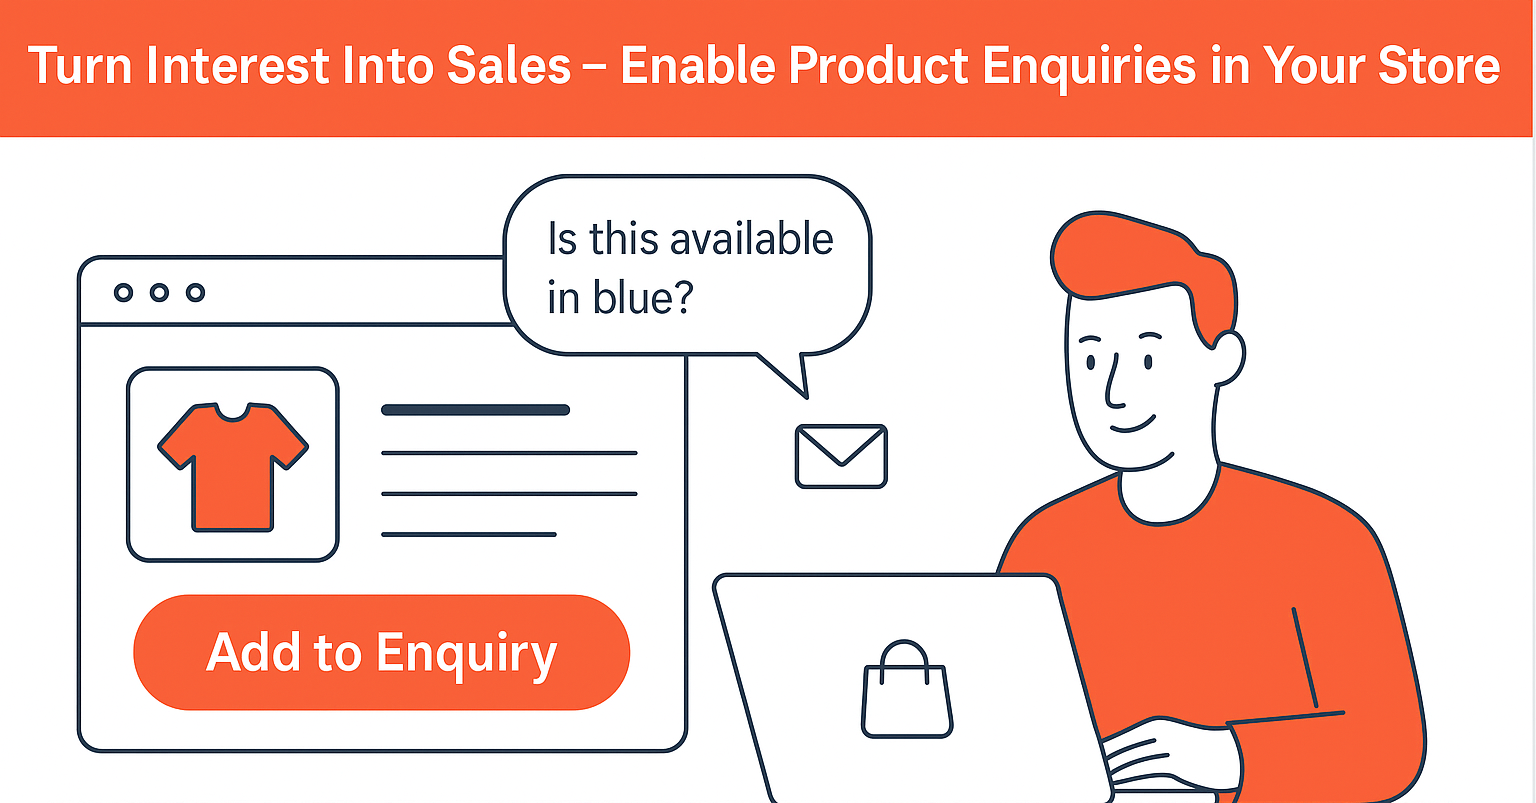 Turn Interest Into Sales – Enable Product Enquiries in Your Store
Is this available
in blue?
Add to Enquiry